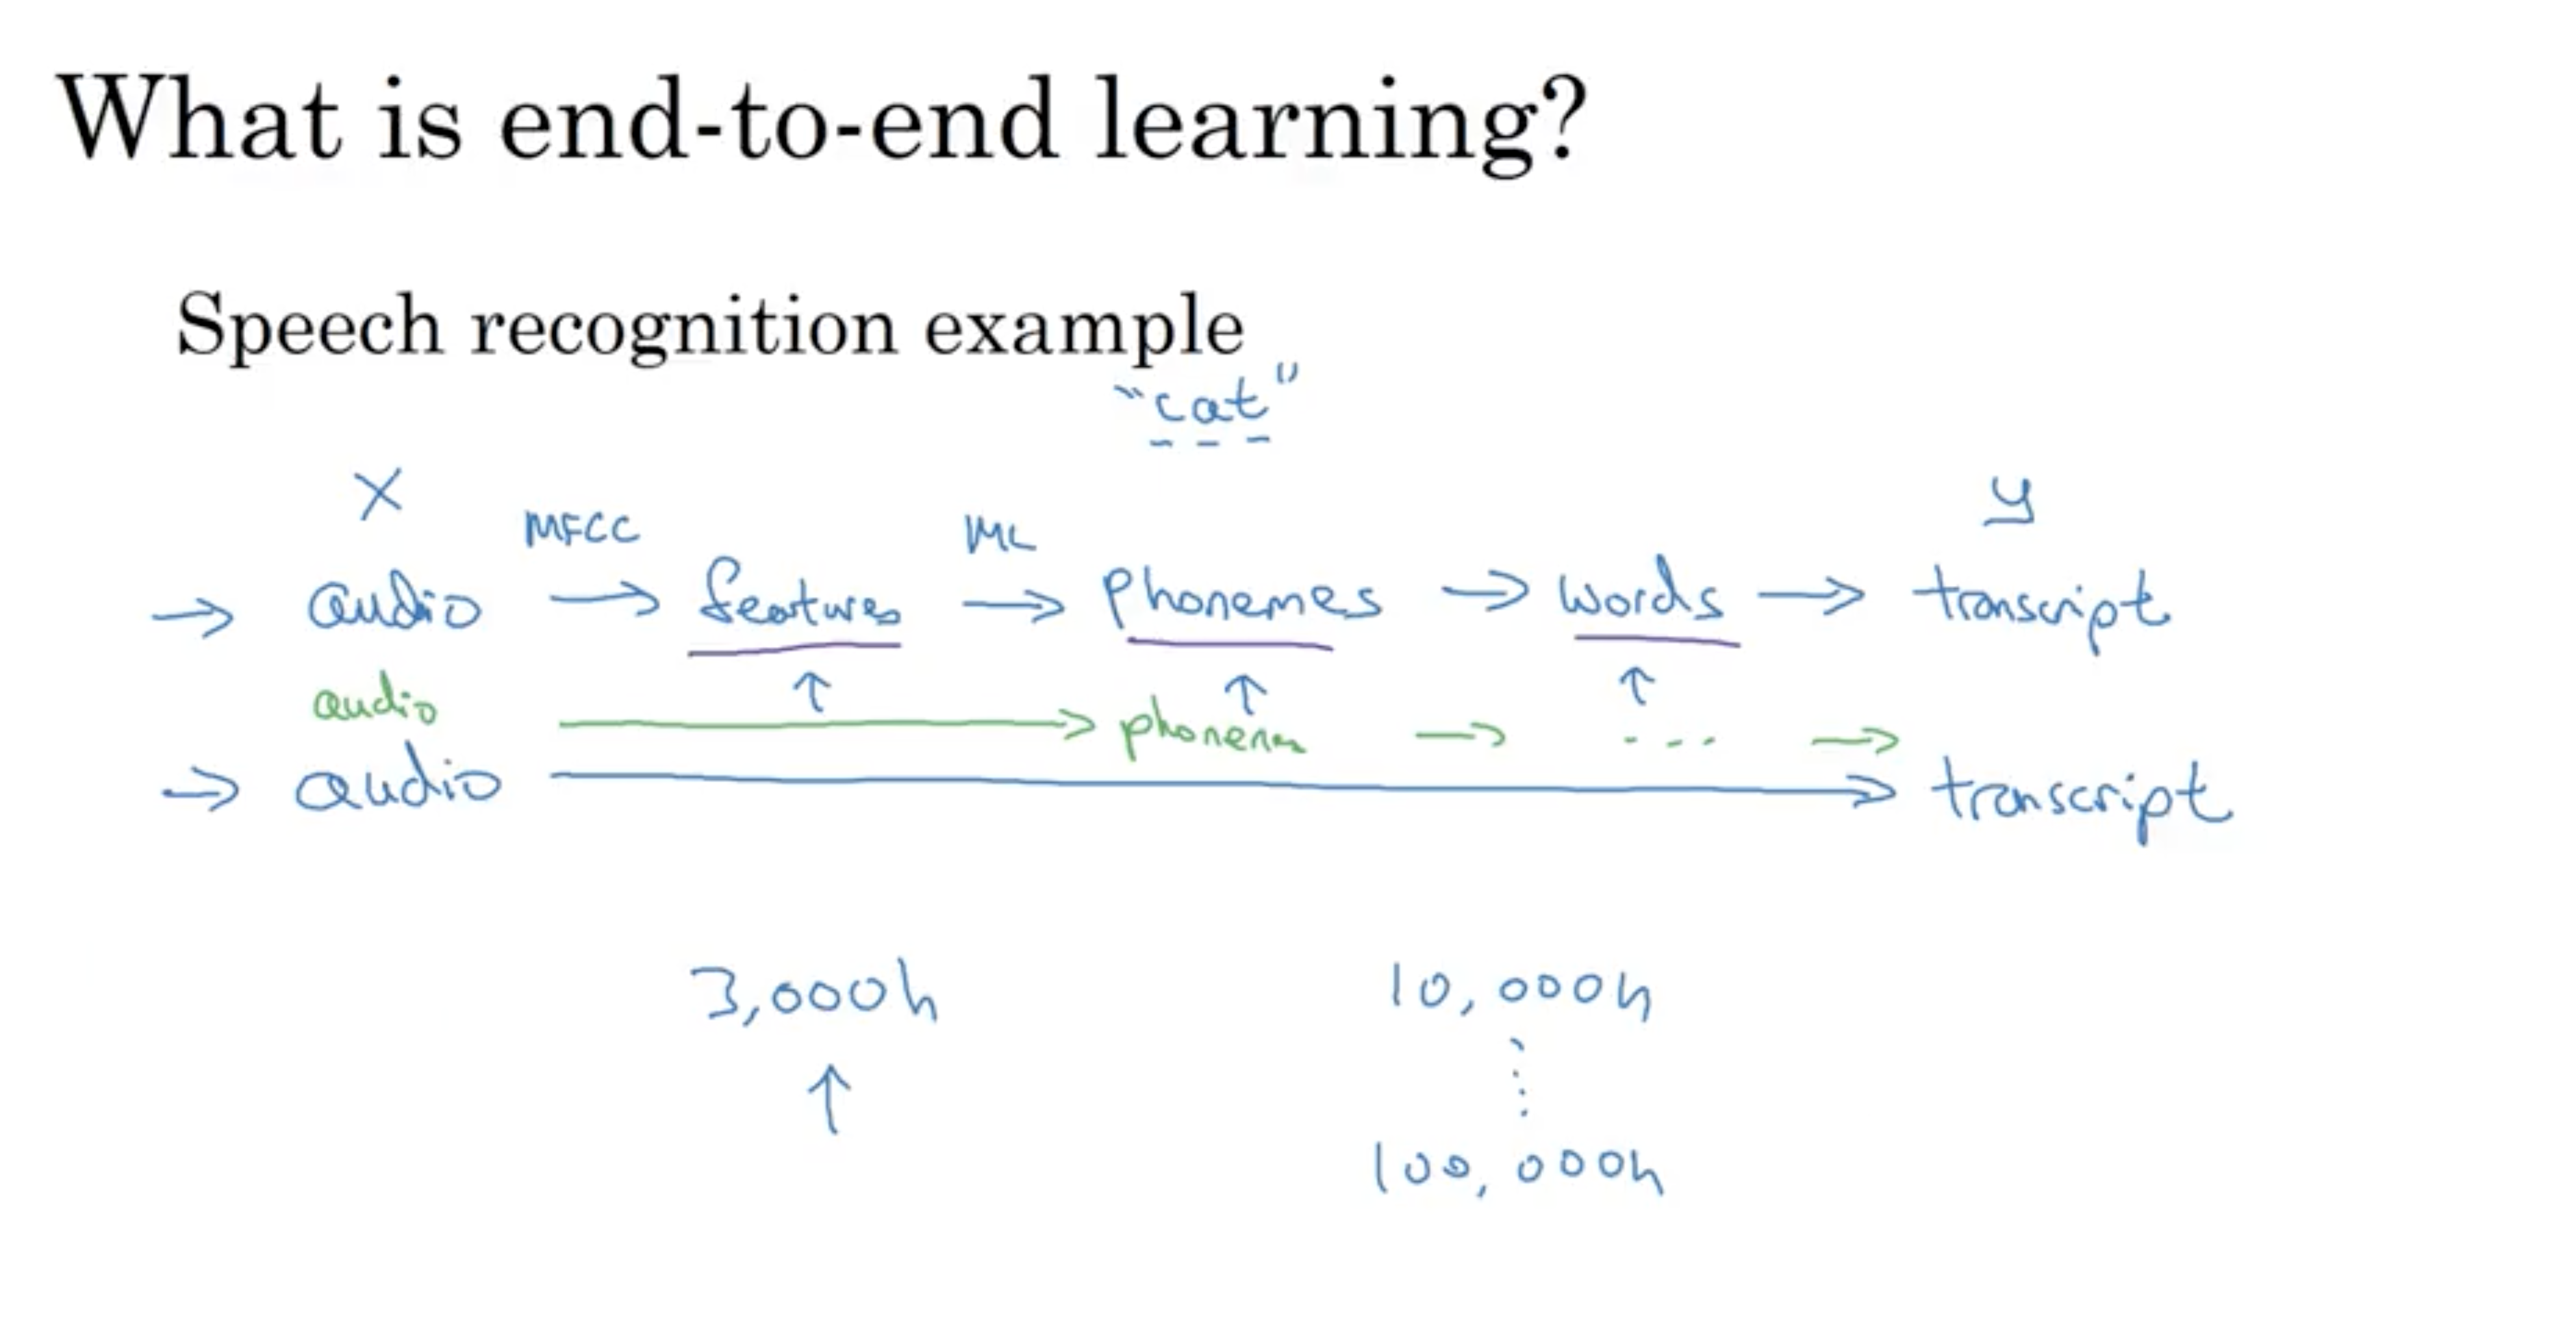 What is end-to-end learning?
Speech recognition example
"cat"
X
y
MFCC
ML
→ audio → features → phonemes → words → transcript
audio → → ... →
→ audio → transcript
3,000h
10,000h
100,000h